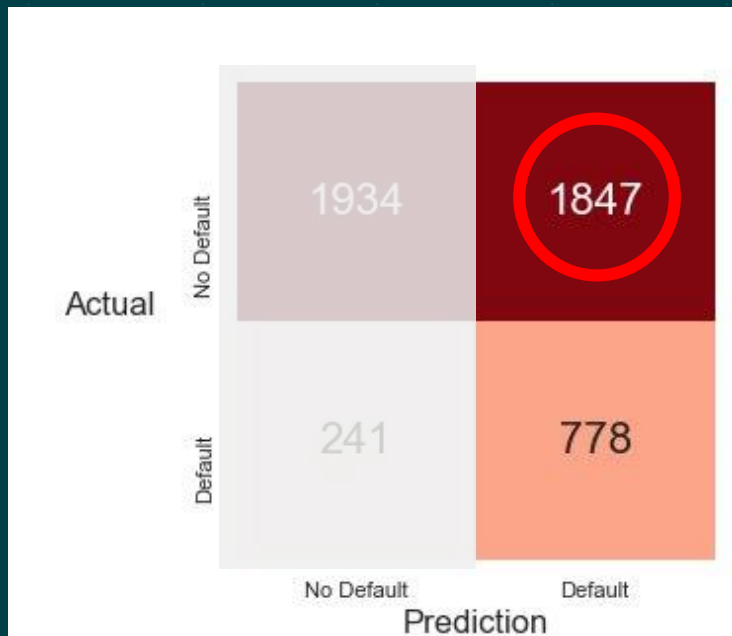 1934 1847
No Default
Actual
241 778
Default
No Default Default
Prediction